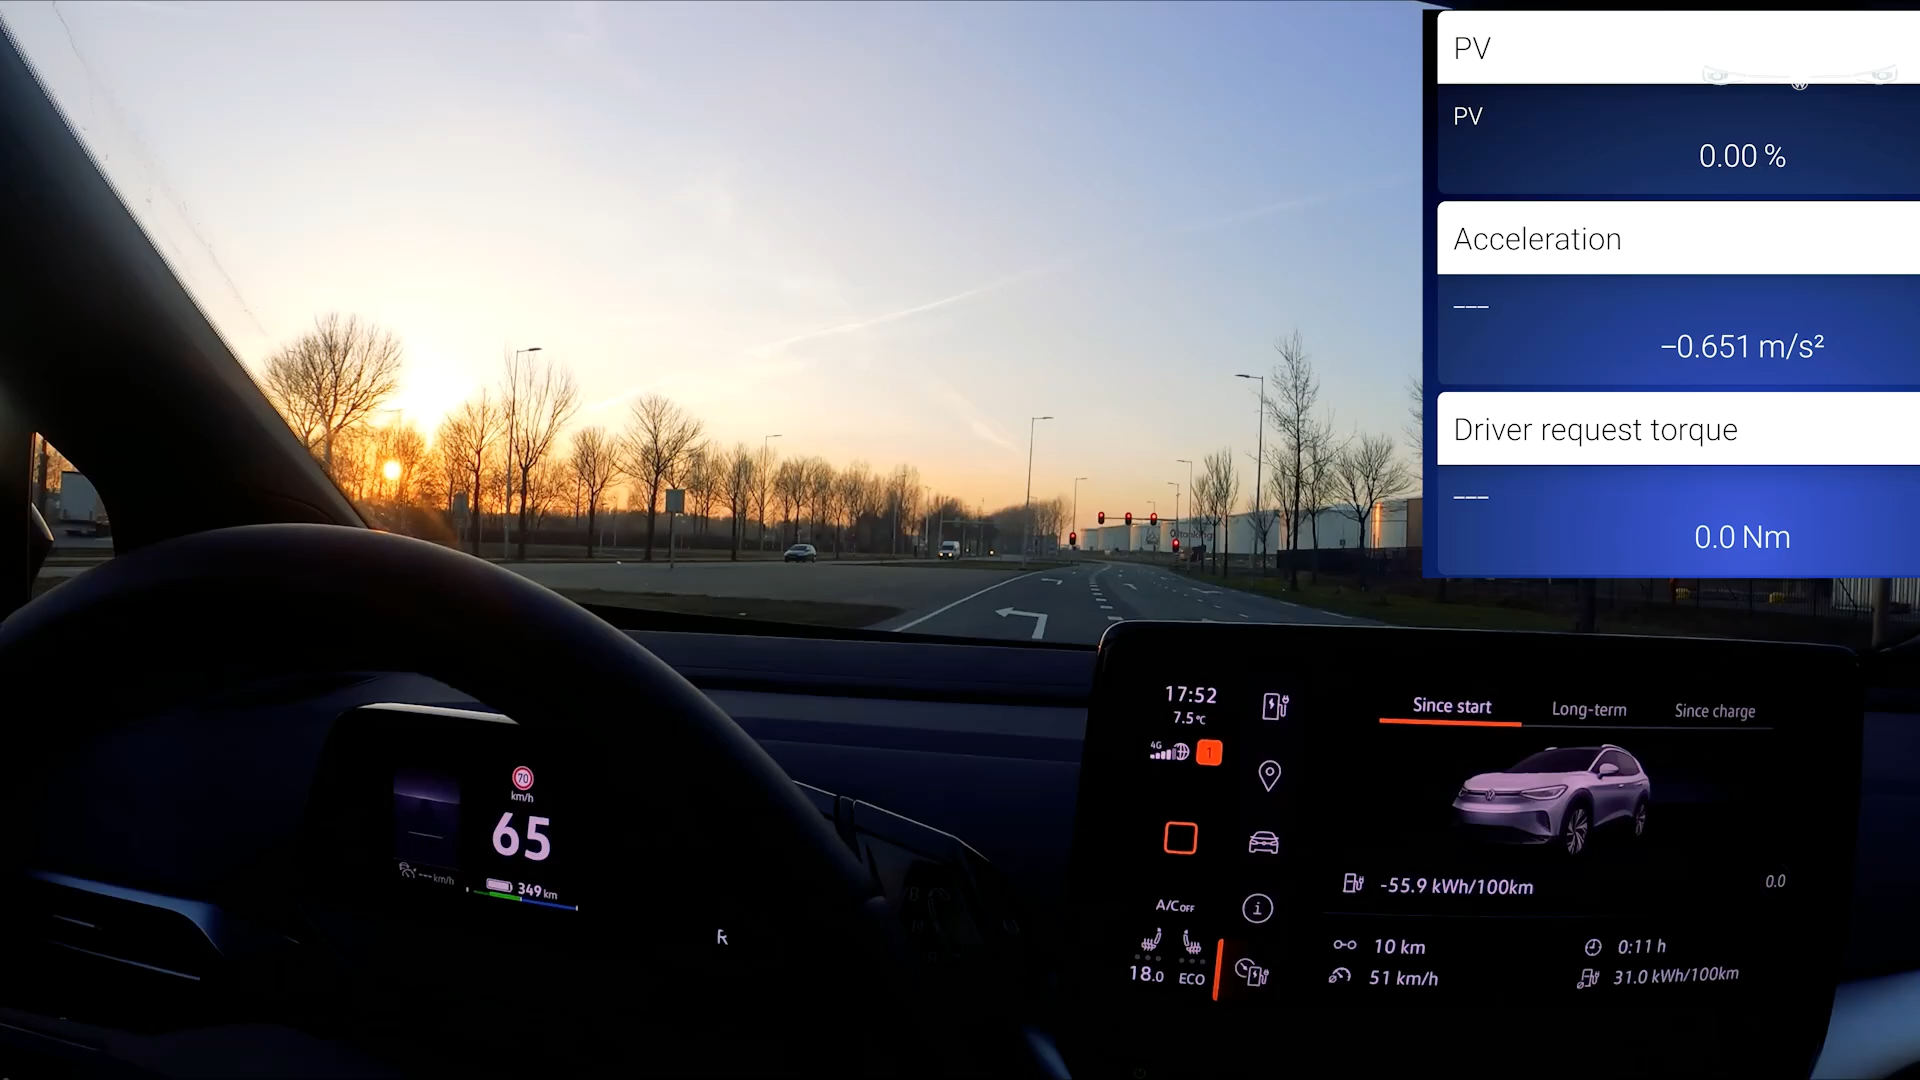 PV
PV
0.00 %
Acceleration
---
−0.651 m/s²
Driver request torque
---
0.0 Nm
70
km/h
65
--- km/h
349 km
R
17:52
7.5°C
4G
1
A/C OFF
18.0
ECO
Since start
Long-term
Since charge
-55.9 kWh/100km
0.0
10 km
0:11 h
51 km/h
31.0 kWh/100km